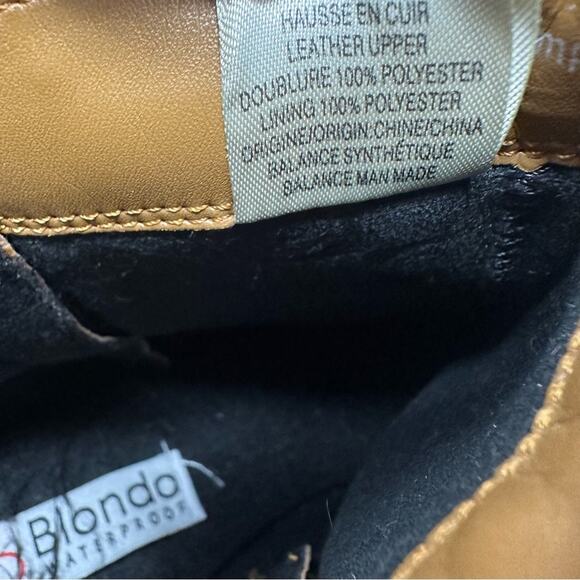 HAUSSE EN CUIR
LEATHER UPPER
DOUBLURE 100% POLYESTER
LINING 100% POLYESTER
ORIGINE/ORIGIN:CHINE/CHINA
BALANCE SYNTHÉTIQUE
BALANCE MAN MADE
Blondo
WATERPROOF